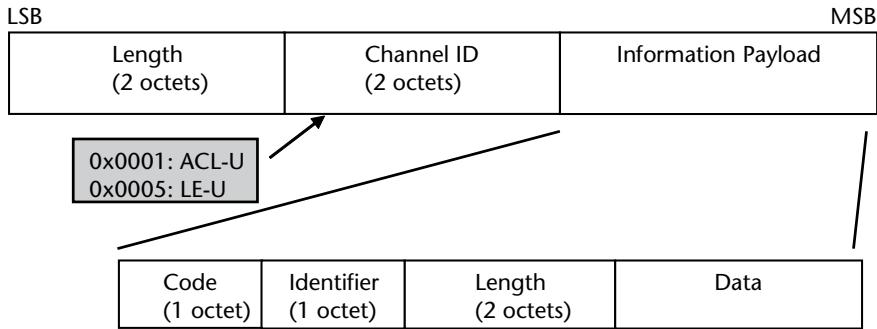 LSB MSB
Length Channel ID Information Payload
(2 octets) (2 octets)
0x0001: ACL-U
0x0005: LE-U
Code Identifier Length Data
(1 octet) (1 octet) (2 octets)